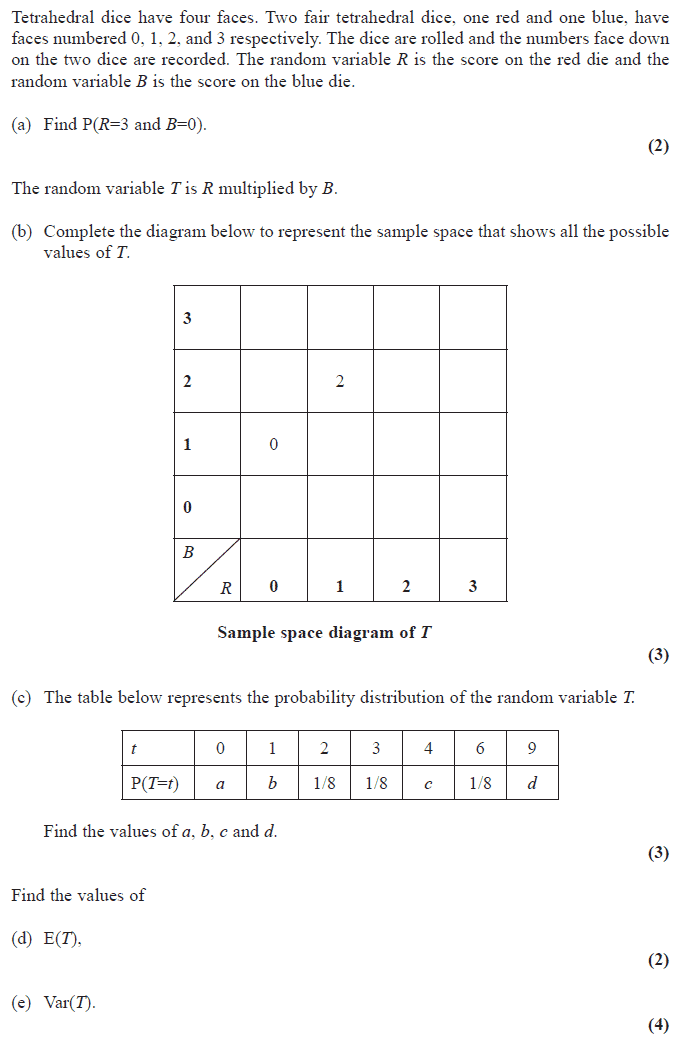 Tetrahedral dice have four faces. Two fair tetrahedral dice, one red and one blue, have
faces numbered 0, 1, 2, and 3 respectively. The dice are rolled and the numbers face down
on the two dice are recorded. The random variable R is the score on the red die and the
random variable B is the score on the blue die.
(a) Find P(R=3 and B=0).
(2)
The random variable T is R multiplied by B.
(b) Complete the diagram below to represent the sample space that shows all the possible
values of T.
3
2 2
1 0
0
B
R 0 1 2 3
Sample space diagram of T
(3)
(c) The table below represents the probability distribution of the random variable T.
t 0 1 2 3 4 6 9
P(T=t) a b 1/8 1/8 c 1/8 d
Find the values of a, b, c and d.
(3)
Find the values of
(d) E(T),
(2)
(e) Var(T).
(4)